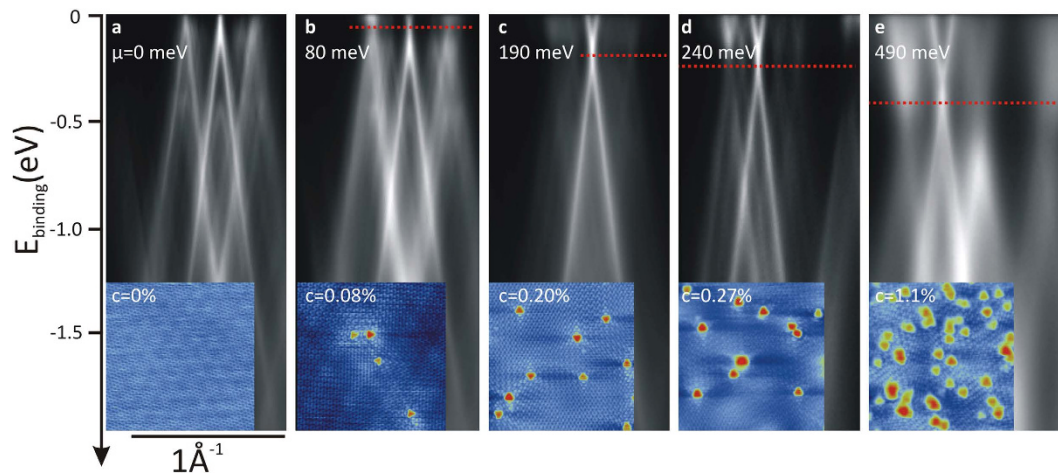 0
-0.5
-1.0
-1.5
E_binding(eV)
a
μ=0 meV
c=0%
b
80 meV
c=0.08%
c
190 meV
c=0.20%
d
240 meV
c=0.27%
e
490 meV
c=1.1%
1Å⁻¹